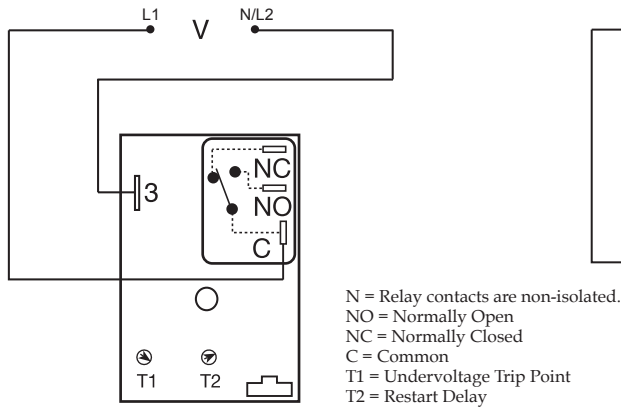 L1 V N/L2
NC
3
NO
C
T1 T2
N = Relay contacts are non-isolated.
NO = Normally Open
NC = Normally Closed
C = Common
T1 = Undervoltage Trip Point
T2 = Restart Delay